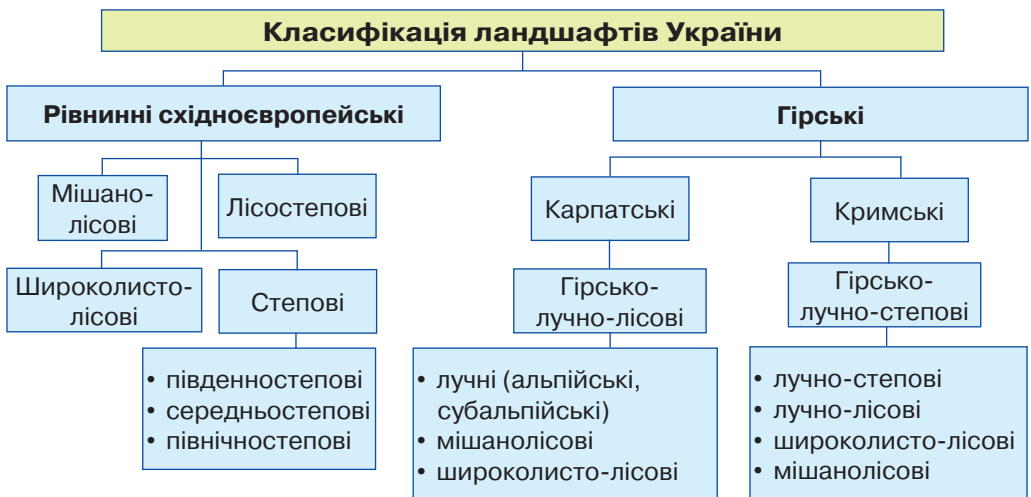 Класифікація ландшафтів України
Рівнинні східноєвропейські
Гірські
Мішано-
лісові
Лісостепові
Широколисто-
лісові
Степові
• південностепові
• середньостепові
• північностепові
Карпатські
Кримські
Гірсько-
лучно-лісові
Гірсько-
лучно-степові
• лучні (альпійські,
субальпійські)
• мішанолісові
• широколисто-лісові
• лучно-степові
• лучно-лісові
• широколисто-лісові
• мішанолісові